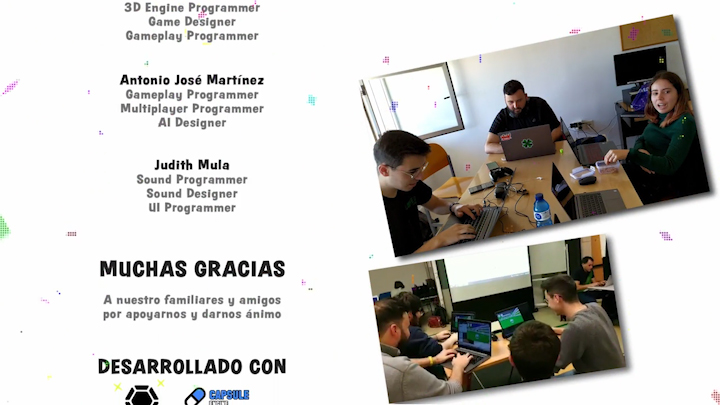 3D Engine Programmer
Game Designer
Gameplay Programmer
Antonio José Martínez
Gameplay Programmer
Multiplayer Programmer
AI Designer
Judith Mula
Sound Programmer
Sound Designer
UI Programmer
MUCHAS GRACIAS
A nuestro familiares y amigos
por apoyarnos y darnos ánimo
DESARROLLADO CON
CAPSULE